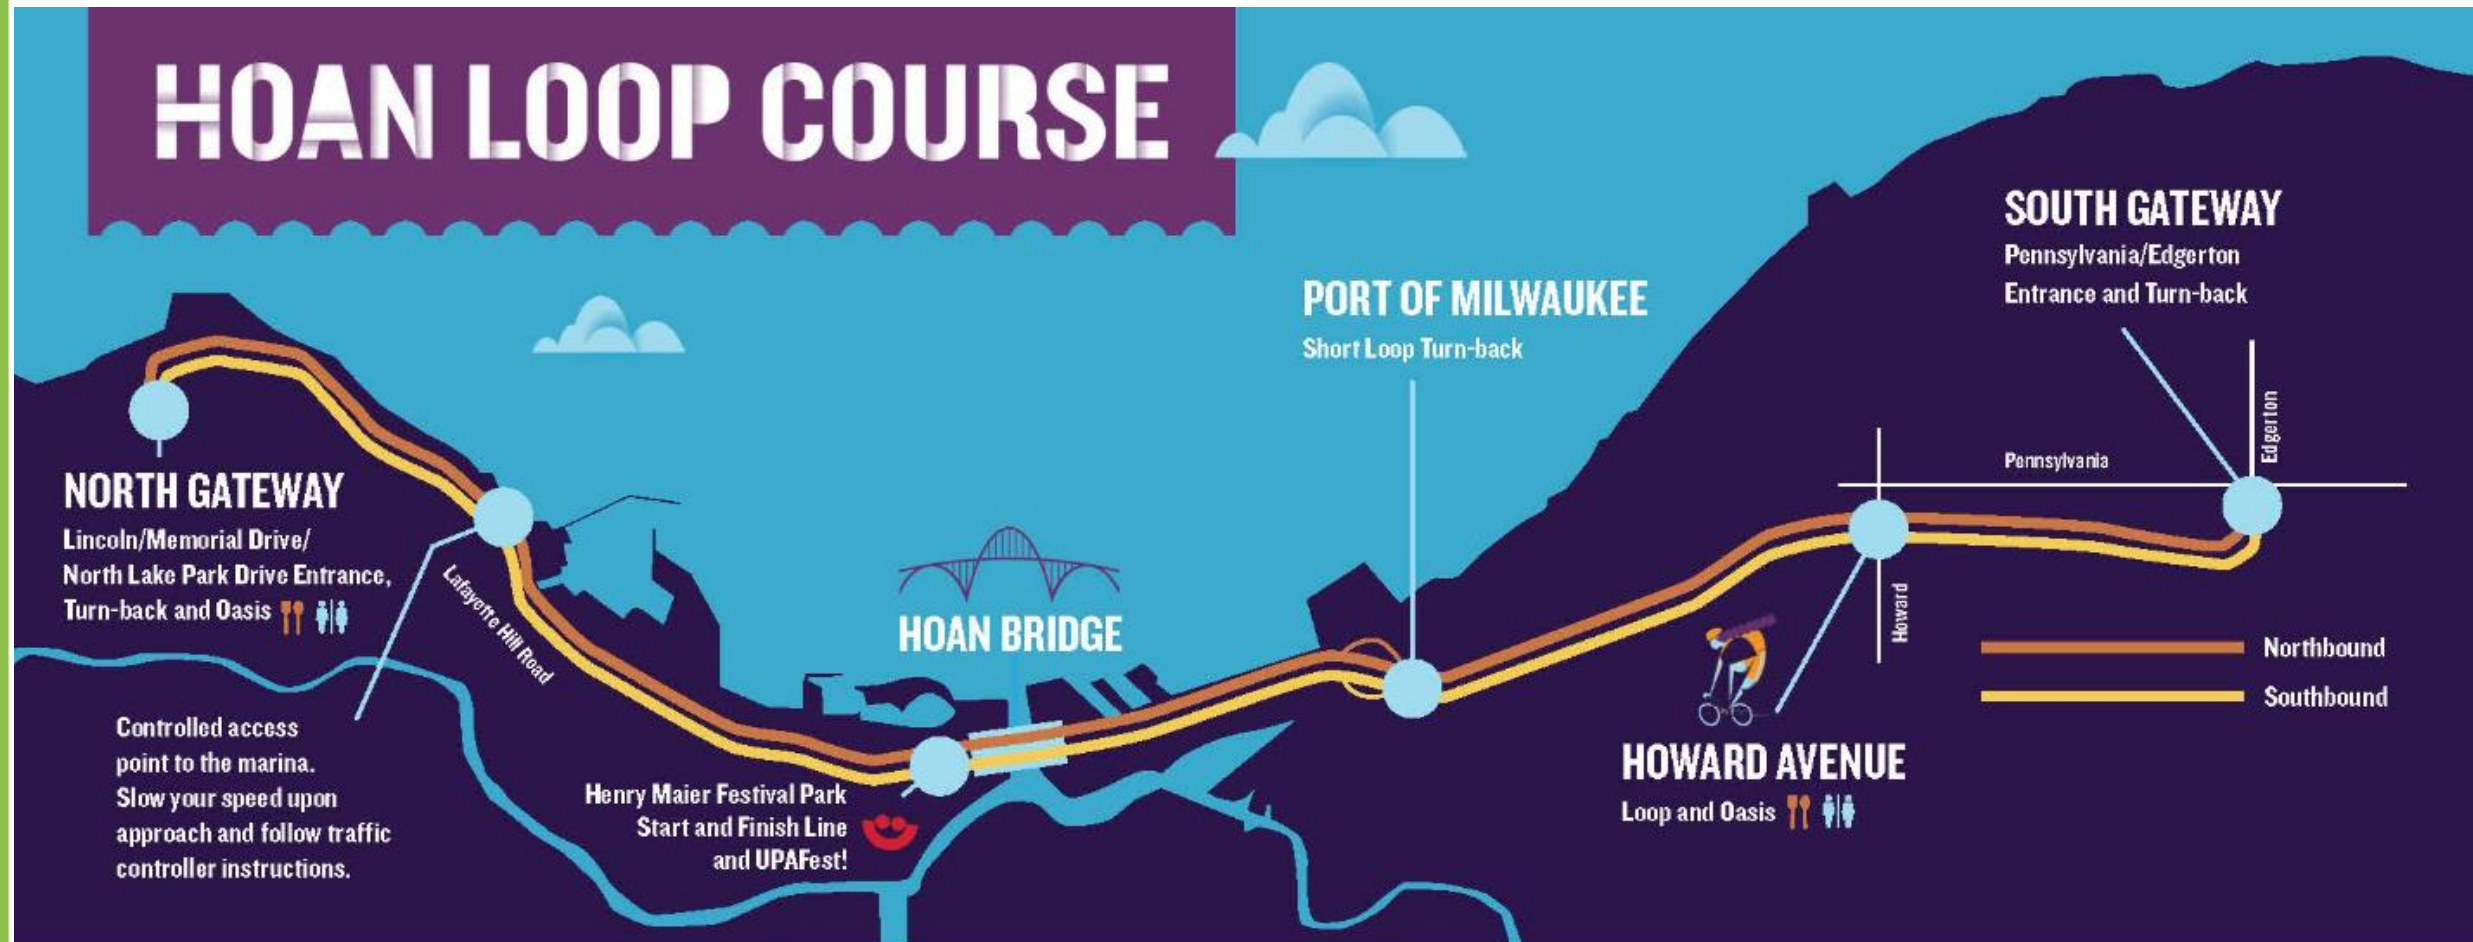 HOAN LOOP COURSE
NORTH GATEWAY
Lincoln/Memorial Drive/
North Lake Park Drive Entrance,
Turn-back and Oasis
Controlled access
point to the marina.
Slow your speed upon
approach and follow traffic
controller instructions.
Lafayette Hill Road
Henry Maier Festival Park
Start and Finish Line
and UPAFest!
HOAN BRIDGE
PORT OF MILWAUKEE
Short Loop Turn-back
SOUTH GATEWAY
Pennsylvania/Edgerton
Entrance and Turn-back
Edgerton
Pennsylvania
Howard
HOWARD AVENUE
Loop and Oasis
Northbound
Southbound